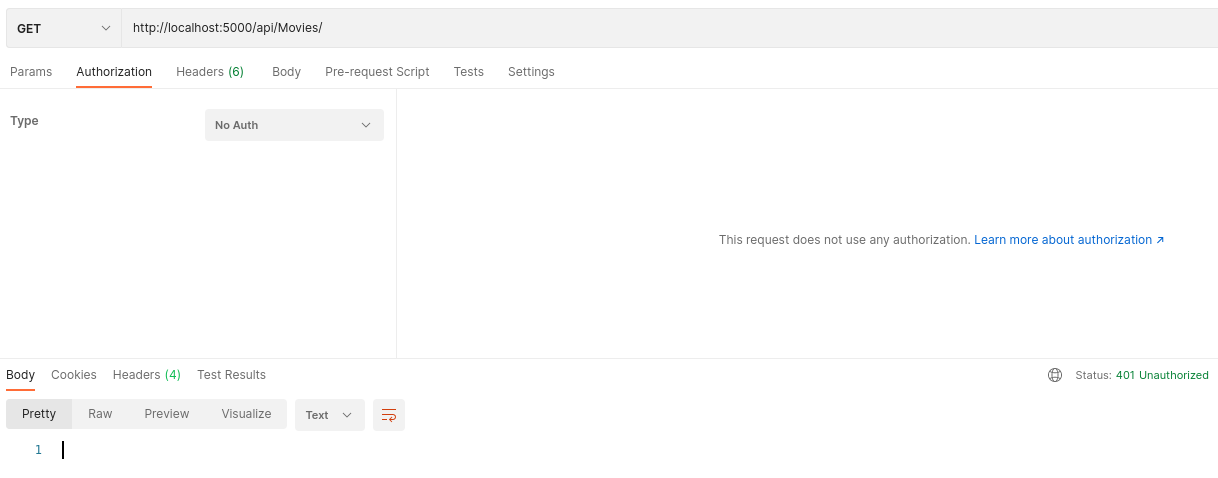 GET http://localhost:5000/api/Movies/
Params Authorization Headers (6) Body Pre-request Script Tests Settings
Type No Auth
This request does not use any authorization. Learn more about authorization ↗
Body Cookies Headers (4) Test Results Status: 401 Unauthorized
Pretty Raw Preview Visualize Text
1